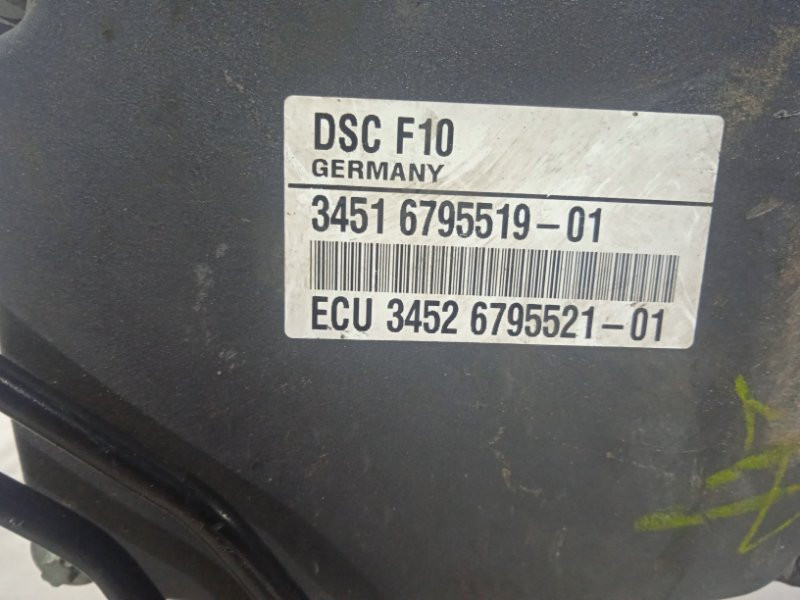 DSC F10
GERMANY
3451 6795519-01
ECU 3452 6795521-01